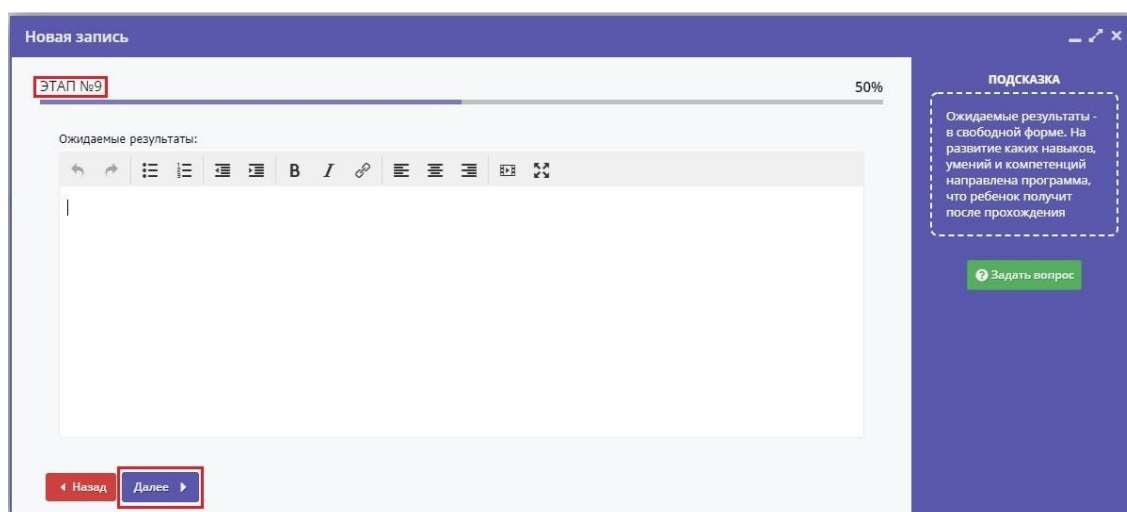 Новая запись
ЭТАП №9
50%
Ожидаемые результаты:
B I
Назад
Далее
ПОДСКАЗКА
Ожидаемые результаты -
в свободной форме. На
развитие каких навыков,
умений и компетенций
направлена программа,
что ребенок получит
после прохождения
Задать вопрос